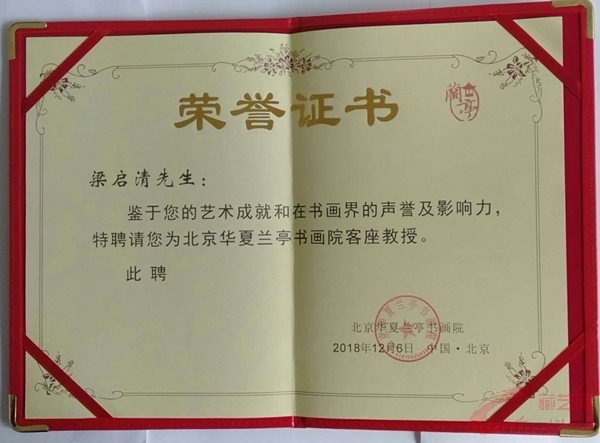 荣誉证书
蘭亭
梁启清先生：
鉴于您的艺术成就和在书画界的声誉及影响力，
特聘请您为北京华夏兰亭书画院客座教授。
此聘
北京华夏兰亭书画院
2018年12月6日 中国·北京